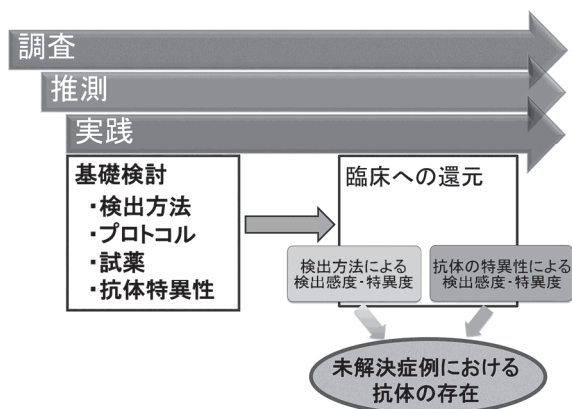 調査
推測
実践
基礎検討
・検出方法
・プロトコル
・試薬
・抗体特異性
臨床への還元
検出方法による
検出感度・特異度
抗体の特異性による
検出感度・特異度
未解決症例における
抗体の存在